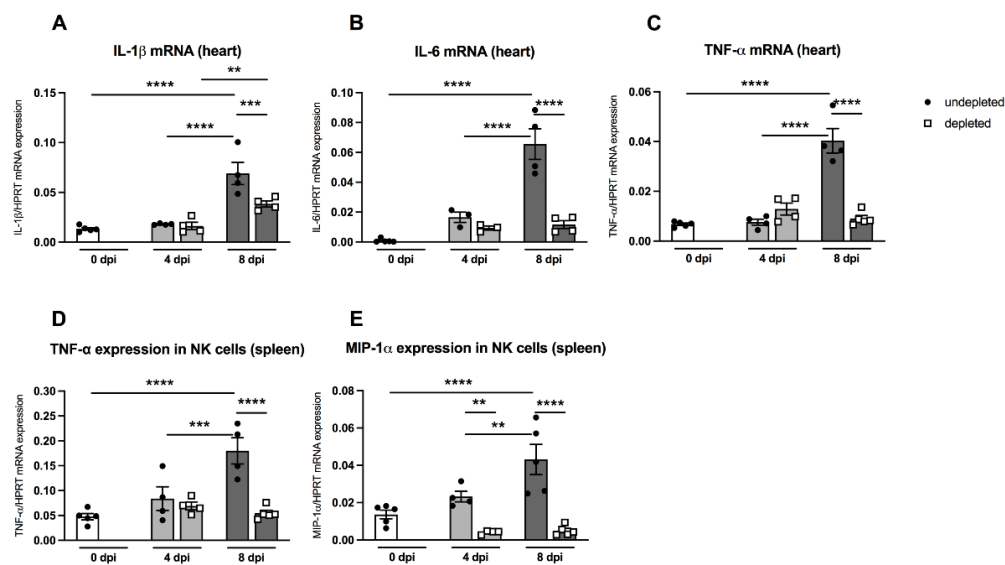 A
IL-1β mRNA (heart)
IL-1β/HPRT mRNA expression
0.15
0.10
0.05
0.00
****
**
****
***
0 dpi
4 dpi
8 dpi
B
IL-6 mRNA (heart)
IL-6/HPRT mRNA expression
0.10
0.08
0.06
0.04
0.02
0.00
****
****
****
0 dpi
4 dpi
8 dpi
C
TNF-α mRNA (heart)
TNF-α/HPRT mRNA expression
0.06
0.04
0.02
0.00
****
****
****
0 dpi
4 dpi
8 dpi
undepleted
depleted
D
TNF-α expression in NK cells (spleen)
TNF-α/HPRT mRNA expression
0.30
0.25
0.20
0.15
0.10
0.05
0.00
****
***
****
0 dpi
4 dpi
8 dpi
E
MIP-1α expression in NK cells (spleen)
MIP-1α/HPRT mRNA expression
0.08
0.06
0.04
0.02
0.00
****
**
**
****
0 dpi
4 dpi
8 dpi